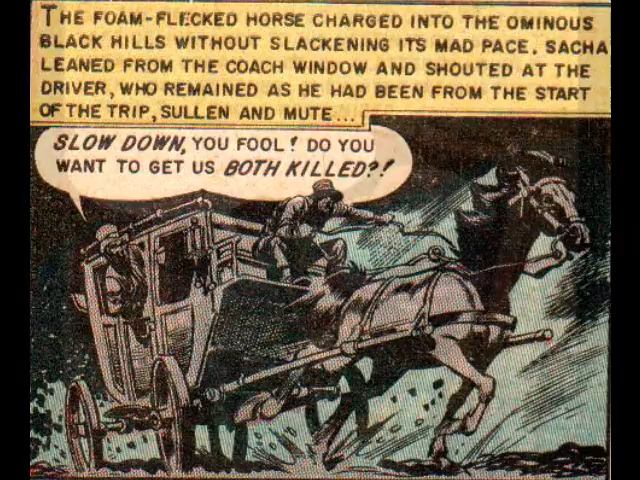 THE FOAM-FLECKED HORSE CHARGED INTO THE OMINOUS
BLACK HILLS WITHOUT SLACKENING ITS MAD PACE. SACHA
LEANED FROM THE COACH WINDOW AND SHOUTED AT THE
DRIVER, WHO REMAINED AS HE HAD BEEN FROM THE START
OF THE TRIP, SULLEN AND MUTE...
SLOW DOWN, YOU FOOL! DO YOU
WANT TO GET US BOTH KILLED?!